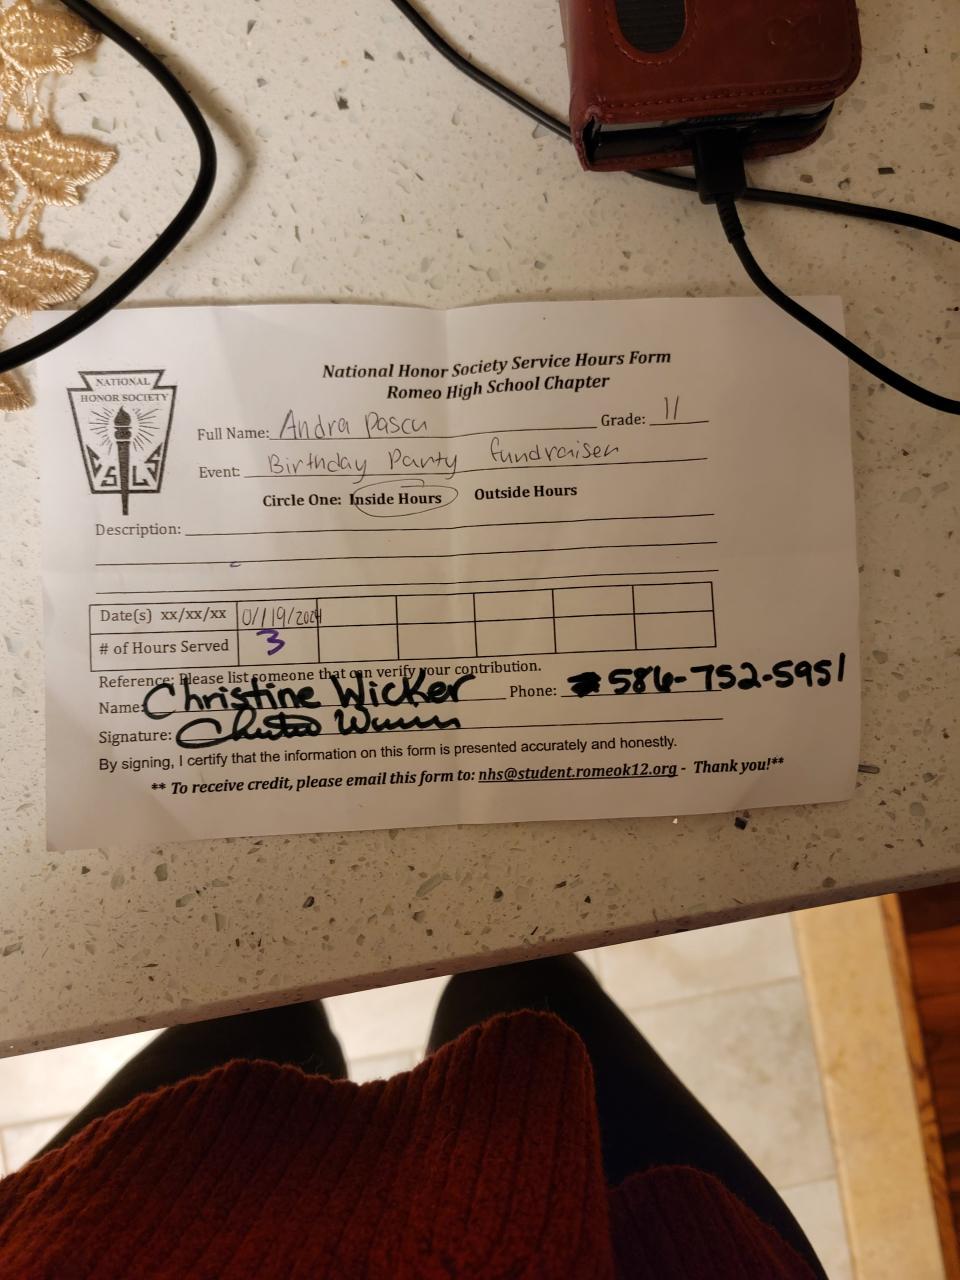 NATIONAL
HONOR SOCIETY
National Honor Society Service Hours Form
Romeo High School Chapter
Full Name: Andra Pascu Grade: 11
Event: Birthday Party fundraiser
Circle One: Inside Hours Outside Hours
Description:
Date(s) xx/xx/xx 01/19/2024
# of Hours Served 3
Reference: Please list someone that can verify your contribution.
Name: Christine Wicker Phone: 586-752-5951
Signature:
By signing, I certify that the information on this form is presented accurately and honestly.
** To receive credit, please email this form to: nhs@student.romeok12.org - Thank you!**